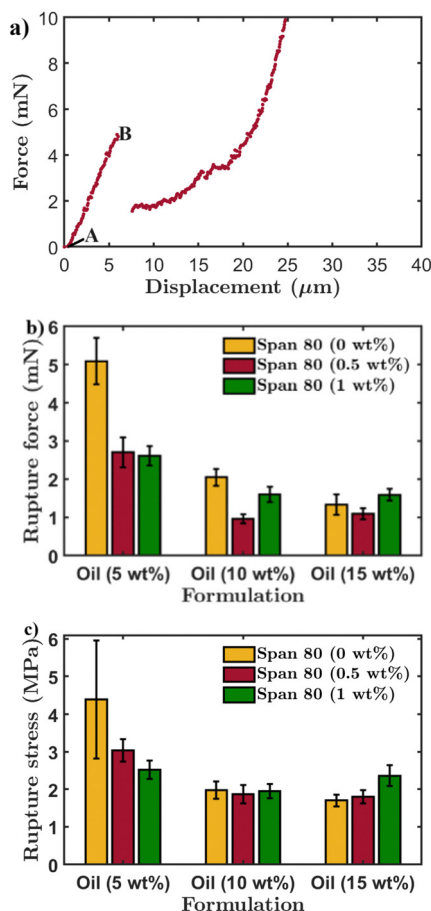 a)
10
8
6
4
2
0
Force (mN)
A
B
0 5 10 15 20 25 30 35 40
Displacement (μm)
b)
6
5
4
3
2
1
0
Rupture force (mN)
Span 80 (0 wt%)
Span 80 (0.5 wt%)
Span 80 (1 wt%)
Oil (5 wt%) Oil (10 wt%) Oil (15 wt%)
Formulation
c)
6
5
4
3
2
1
0
Rupture stress (MPa)
Span 80 (0 wt%)
Span 80 (0.5 wt%)
Span 80 (1 wt%)
Oil (5 wt%) Oil (10 wt%) Oil (15 wt%)
Formulation